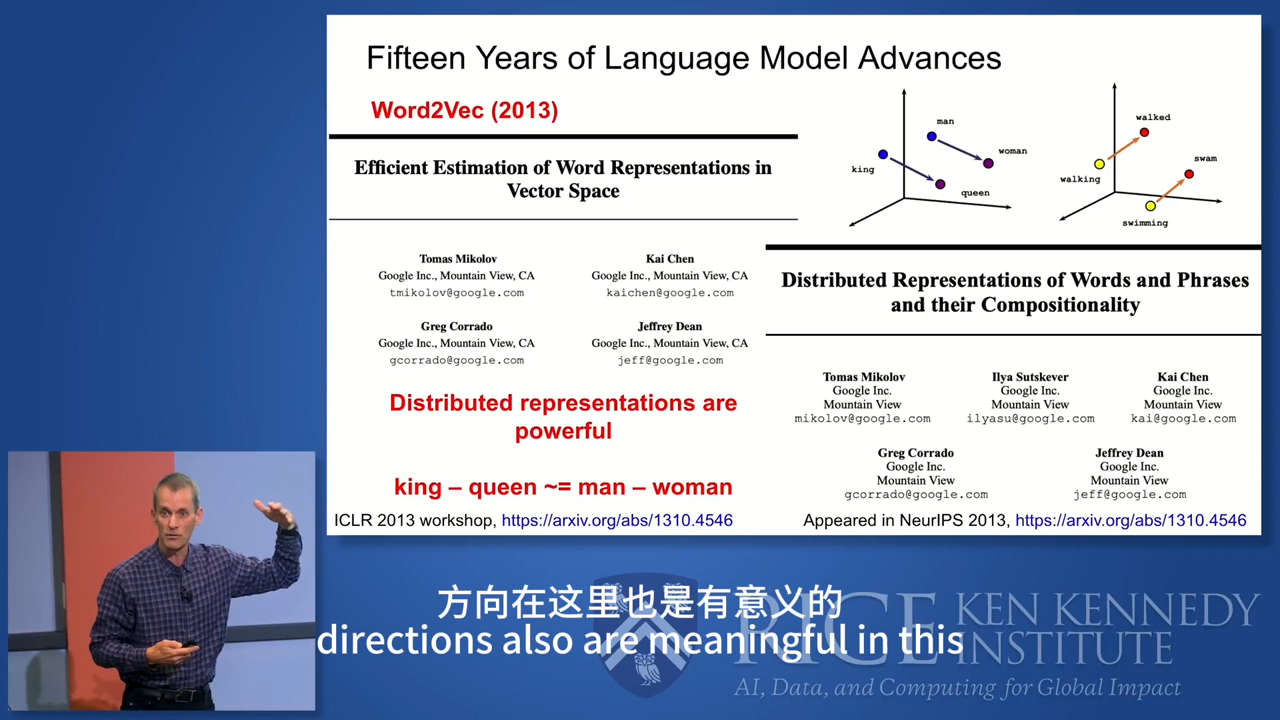 Fifteen Years of Language Model Advances
Word2Vec (2013)
Efficient Estimation of Word Representations in
Vector Space
Tomas Mikolov
Google Inc., Mountain View, CA
tmikolov@google.com
Kai Chen
Google Inc., Mountain View, CA
kaichen@google.com
Greg Corrado
Google Inc., Mountain View, CA
gcorrado@google.com
Jeffrey Dean
Google Inc., Mountain View, CA
jeff@google.com
Distributed representations are
powerful
king – queen ~= man – woman
ICLR 2013 workshop, https://arxiv.org/abs/1310.4546
man
woman
king
queen
walked
swam
walking
swimming
Distributed Representations of Words and Phrases
and their Compositionality
Tomas Mikolov
Google Inc.
Mountain View
mikolov@google.com
Ilya Sutskever
Google Inc.
Mountain View
ilyasu@google.com
Kai Chen
Google Inc.
Mountain View
kai@google.com
Greg Corrado
Google Inc.
Mountain View
gcorrado@google.com
Jeffrey Dean
Google Inc.
Mountain View
jeff@google.com
Appeared in NeurIPS 2013, https://arxiv.org/abs/1310.4546
方向在这里也是有意义的
directions also are meaningful in this
RICE
KEN KENNEDY
INSTITUTE
AI, Data, and Computing for Global Impact